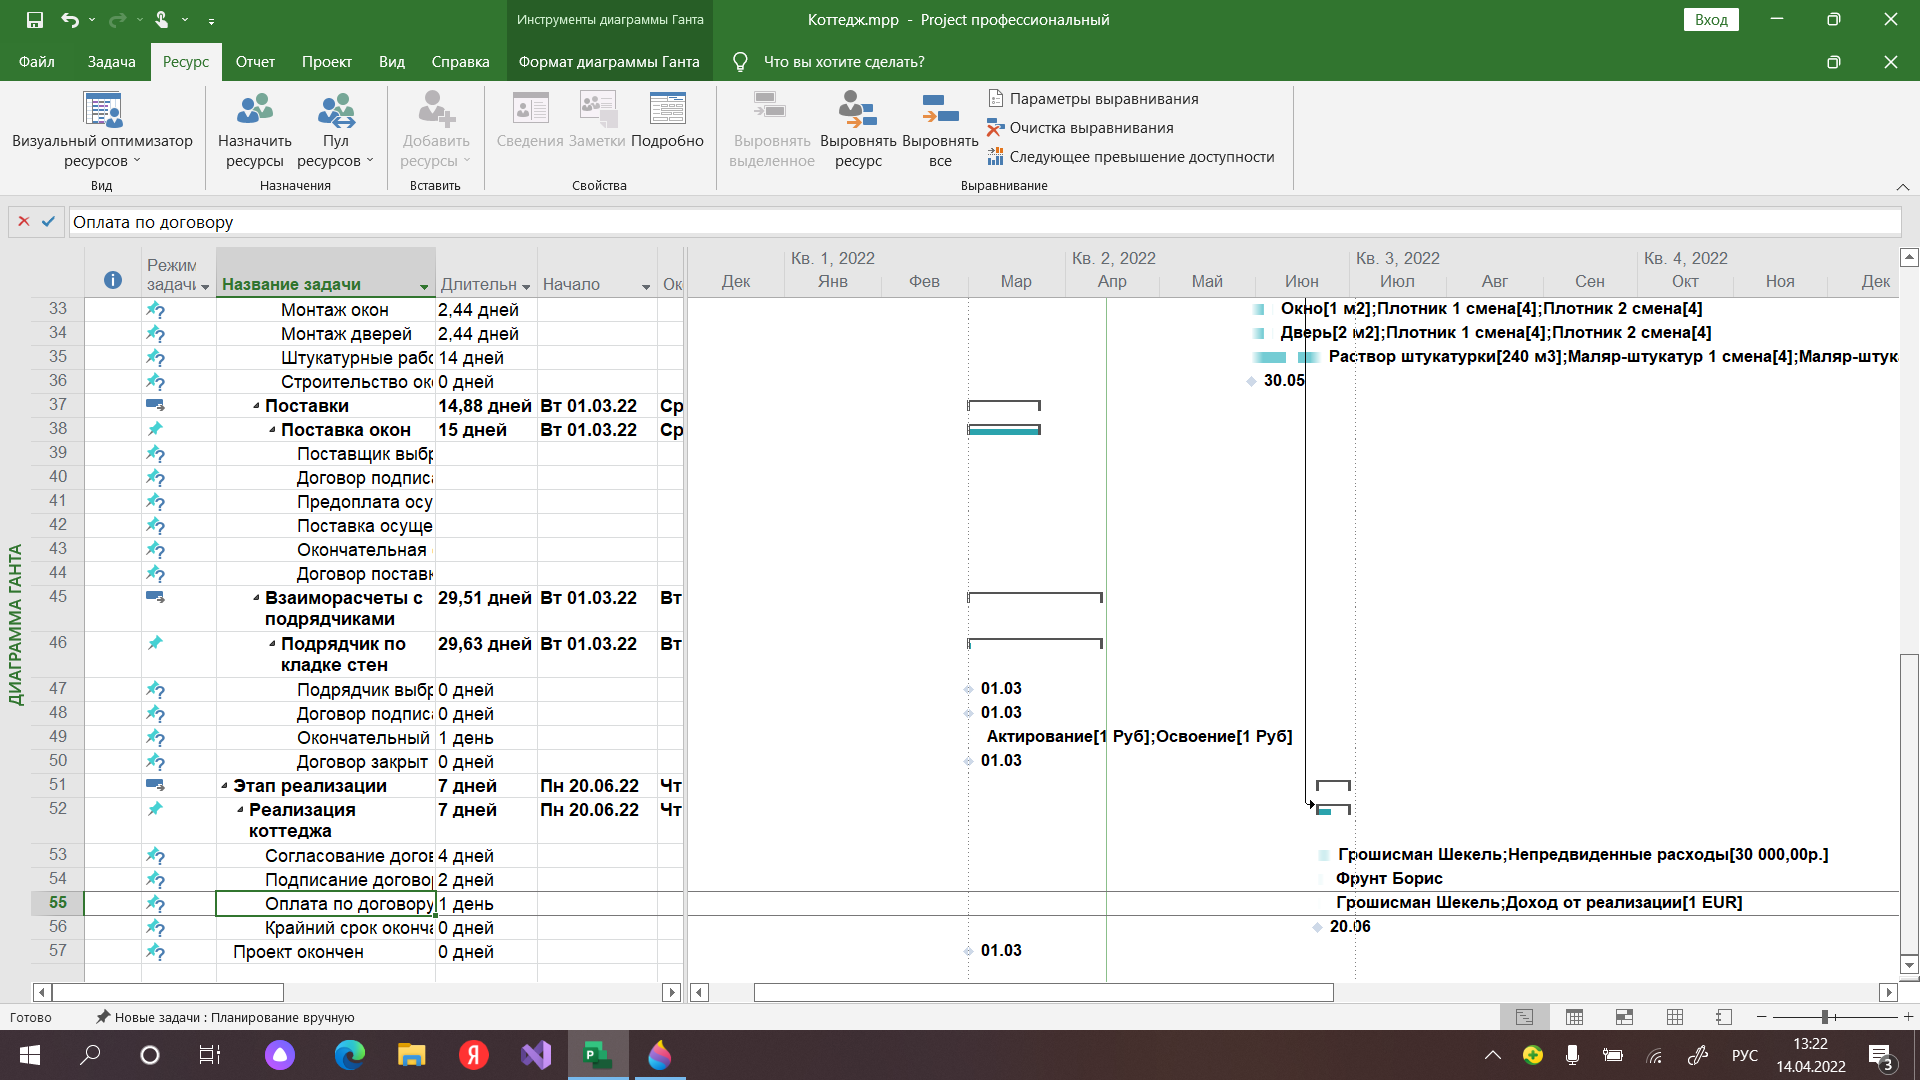 Инструменты диаграммы Ганта
Коттедж.mpp - Project профессиональный
Вход
Файл
Задача
Ресурс
Отчет
Проект
Вид
Справка
Формат диаграммы Ганта
Что вы хотите сделать?
Визуальный оптимизатор
ресурсов
Назначить
ресурсы
Пул
ресурсов
Добавить
ресурсы
Сведения
Заметки
Подробно
Выровнять
выделенное
Выровнять
ресурс
Выровнять
все
Параметры выравнивания
Очистка выравнивания
Следующее превышение доступности
Вид
Назначения
Вставить
Свойства
Выравнивание
Оплата по договору
ДИАГРАММА ГАНТА
Режим
задачи
Название задачи
Длительн
Начало
Ок
Кв. 1, 2022
Кв. 2, 2022
Кв. 3, 2022
Кв. 4, 2022
Дек
Янв
Фев
Мар
Апр
Май
Июн
Июл
Авг
Сен
Окт
Ноя
Дек
33 Монтаж окон 2,44 дней
Окно[1 м2];Плотник 1 смена[4];Плотник 2 смена[4]
34 Монтаж дверей 2,44 дней
Дверь[2 м2];Плотник 1 смена[4];Плотник 2 смена[4]
35 Штукатурные рабо 14 дней
Раствор штукатурки[240 м3];Маляр-штукатур 1 смена[4];Маляр-штука
36 Строительство ок 0 дней
30.05
37 Поставки 14,88 дней Вт 01.03.22 Ср
38 Поставка окон 15 дней Вт 01.03.22 Ср
39 Поставщик выбр
40 Договор подписа
41 Предоплата осу
42 Поставка осуще
43 Окончательная
44 Договор поставк
45 Взаиморасчеты с
подрядчиками
29,51 дней Вт 01.03.22 Вт
46 Подрядчик по
кладке стен
29,63 дней Вт 01.03.22 Вт
47 Подрядчик выбр 0 дней
01.03
48 Договор подписа 0 дней
01.03
49 Окончательный 1 день
Актирование[1 Руб];Освоение[1 Руб]
50 Договор закрыт 0 дней
01.03
51 Этап реализации 7 дней Пн 20.06.22 Чт
52 Реализация
коттеджа
7 дней Пн 20.06.22 Чт
53 Согласование догов 4 дней
Грошисман Шекель;Непредвиденные расходы[30 000,00р.]
54 Подписание догово 2 дней
Фрунт Борис
55 Оплата по договору 1 день
Грошисман Шекель;Доход от реализации[1 EUR]
56 Крайний срок оконча 0 дней
20.06
57 Проект окончен 0 дней
01.03
Готово
Новые задачи : Планирование вручную
РУС
13:22
14.04.2022
3